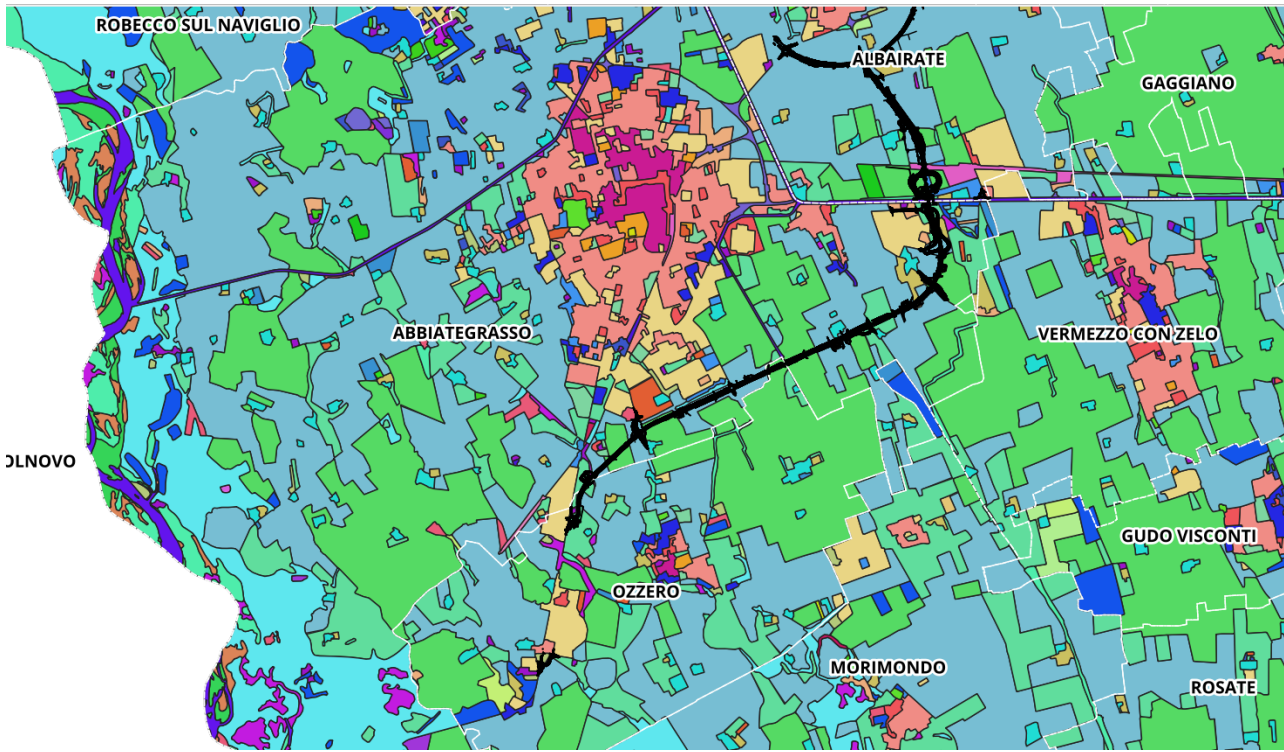 ROBECCO SUL NAVIGLIO
ALBAIRATE
GAGGIANO
ABBIATEGRASSO
VERMEZZO CON ZELO
OLNOVO
GUDO VISCONTI
OZZERO
MORIMONDO
ROSATE